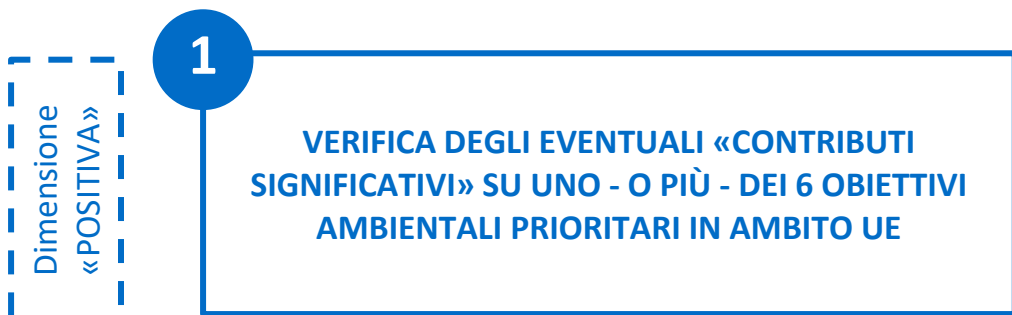 1
Dimensione
«POSITIVA»
VERIFICA DEGLI EVENTUALI «CONTRIBUTI
SIGNIFICATIVI» SU UNO - O PIÙ - DEI 6 OBIETTIVI
AMBIENTALI PRIORITARI IN AMBITO UE